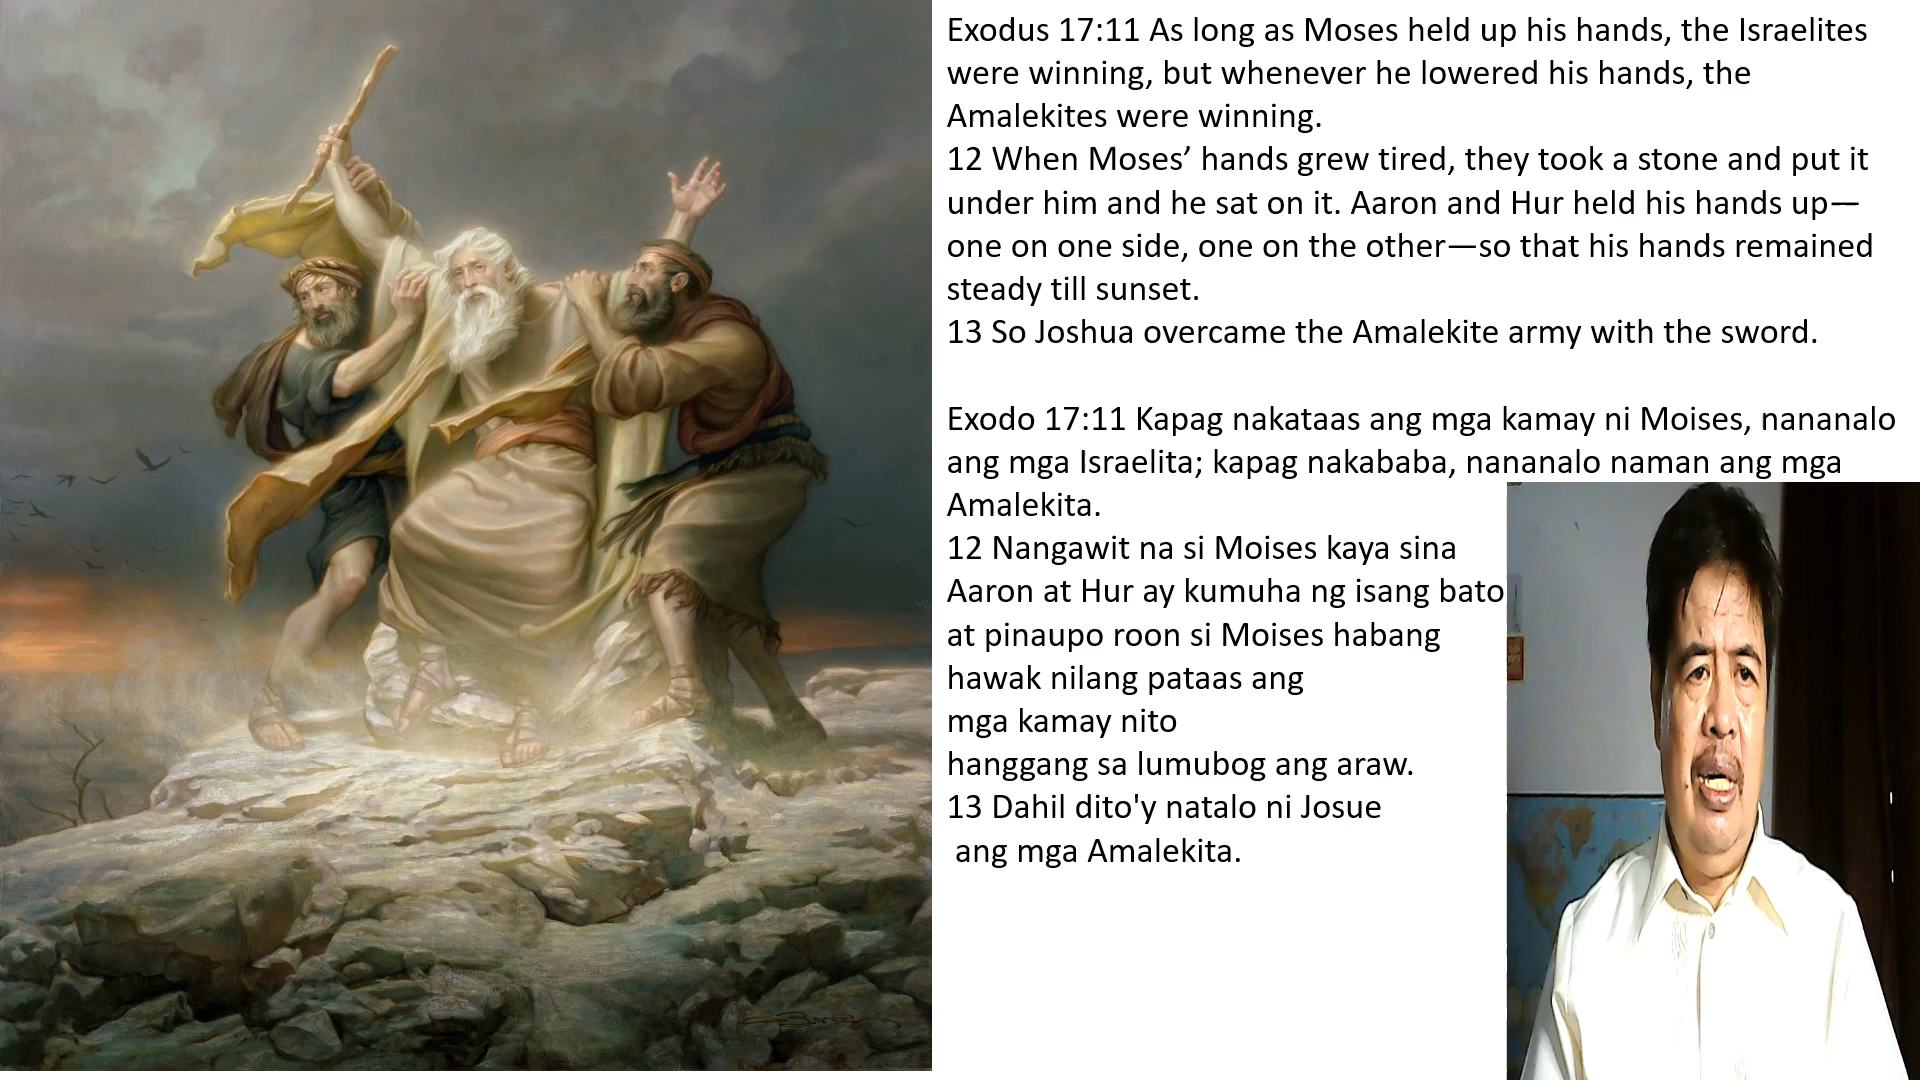 Exodus 17:11 As long as Moses held up his hands, the Israelites
were winning, but whenever he lowered his hands, the
Amalekites were winning.
12 When Moses’ hands grew tired, they took a stone and put it
under him and he sat on it. Aaron and Hur held his hands up—
one on one side, one on the other—so that his hands remained
steady till sunset.
13 So Joshua overcame the Amalekite army with the sword.
Exodo 17:11 Kapag nakataas ang mga kamay ni Moises, nananalo
ang mga Israelita; kapag nakababa, nananalo naman ang mga
Amalekita.
12 Nangawit na si Moises kaya sina
Aaron at Hur ay kumuha ng isang bato
at pinaupo roon si Moises habang
hawak nilang pataas ang
mga kamay nito
hanggang sa lumubog ang araw.
13 Dahil dito'y natalo ni Josue
ang mga Amalekita.